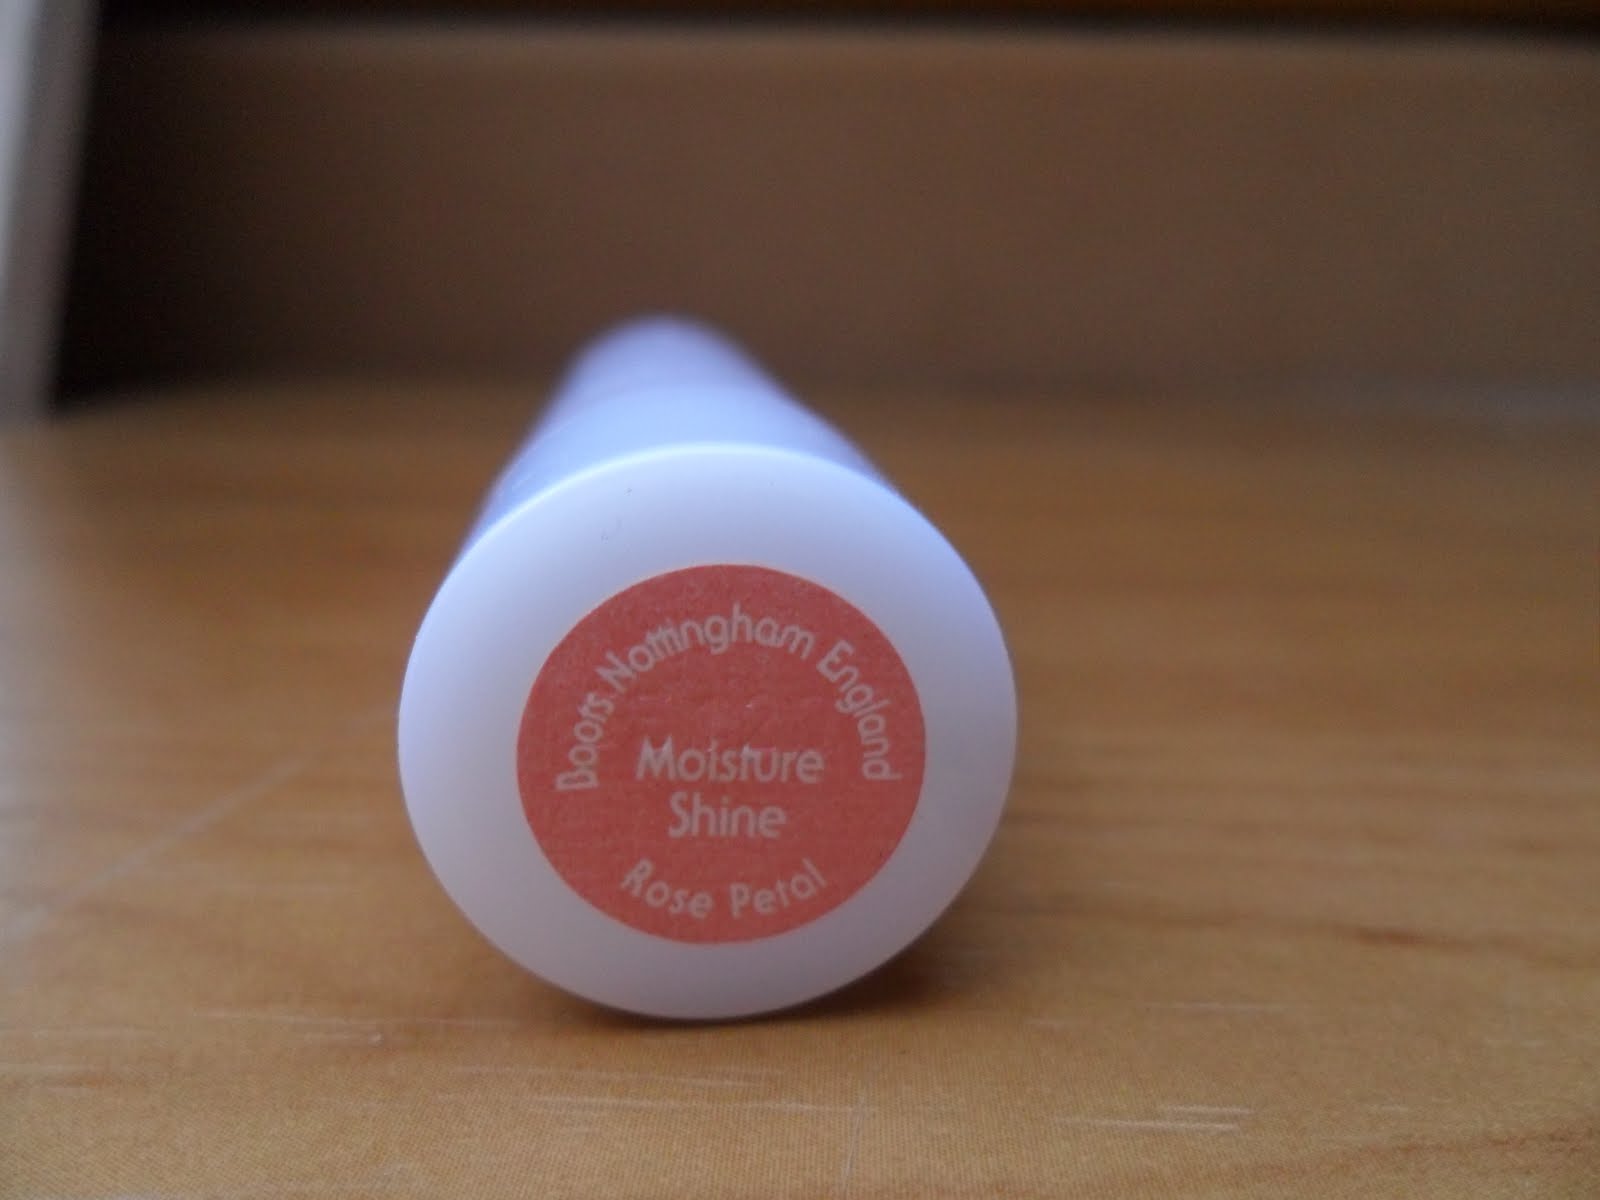 Boots Nottingham England
Moisture
Shine
Rose Petal